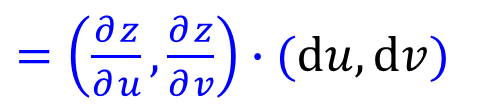 = (∂z/∂u, ∂z/∂v) · (du, dv)